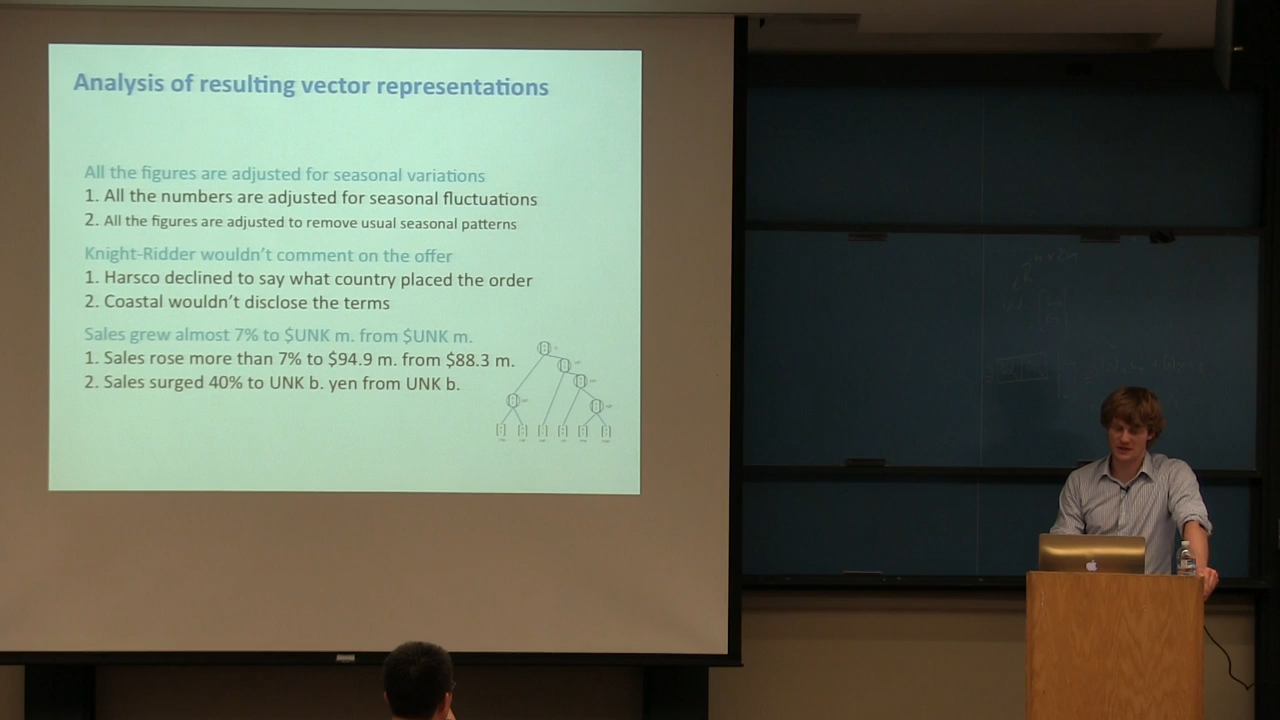 Analysis of resulting vector representations
All the figures are adjusted for seasonal variations
1. All the numbers are adjusted for seasonal fluctuations
2. All the figures are adjusted to remove usual seasonal patterns
Knight-Ridder wouldn't comment on the offer
1. Harsco declined to say what country placed the order
2. Coastal wouldn't disclose the terms
Sales grew almost 7% to $UNK m. from $UNK m.
1. Sales rose more than 7% to $94.9 m. from $88.3 m.
2. Sales surged 40% to UNK b. yen from UNK b.